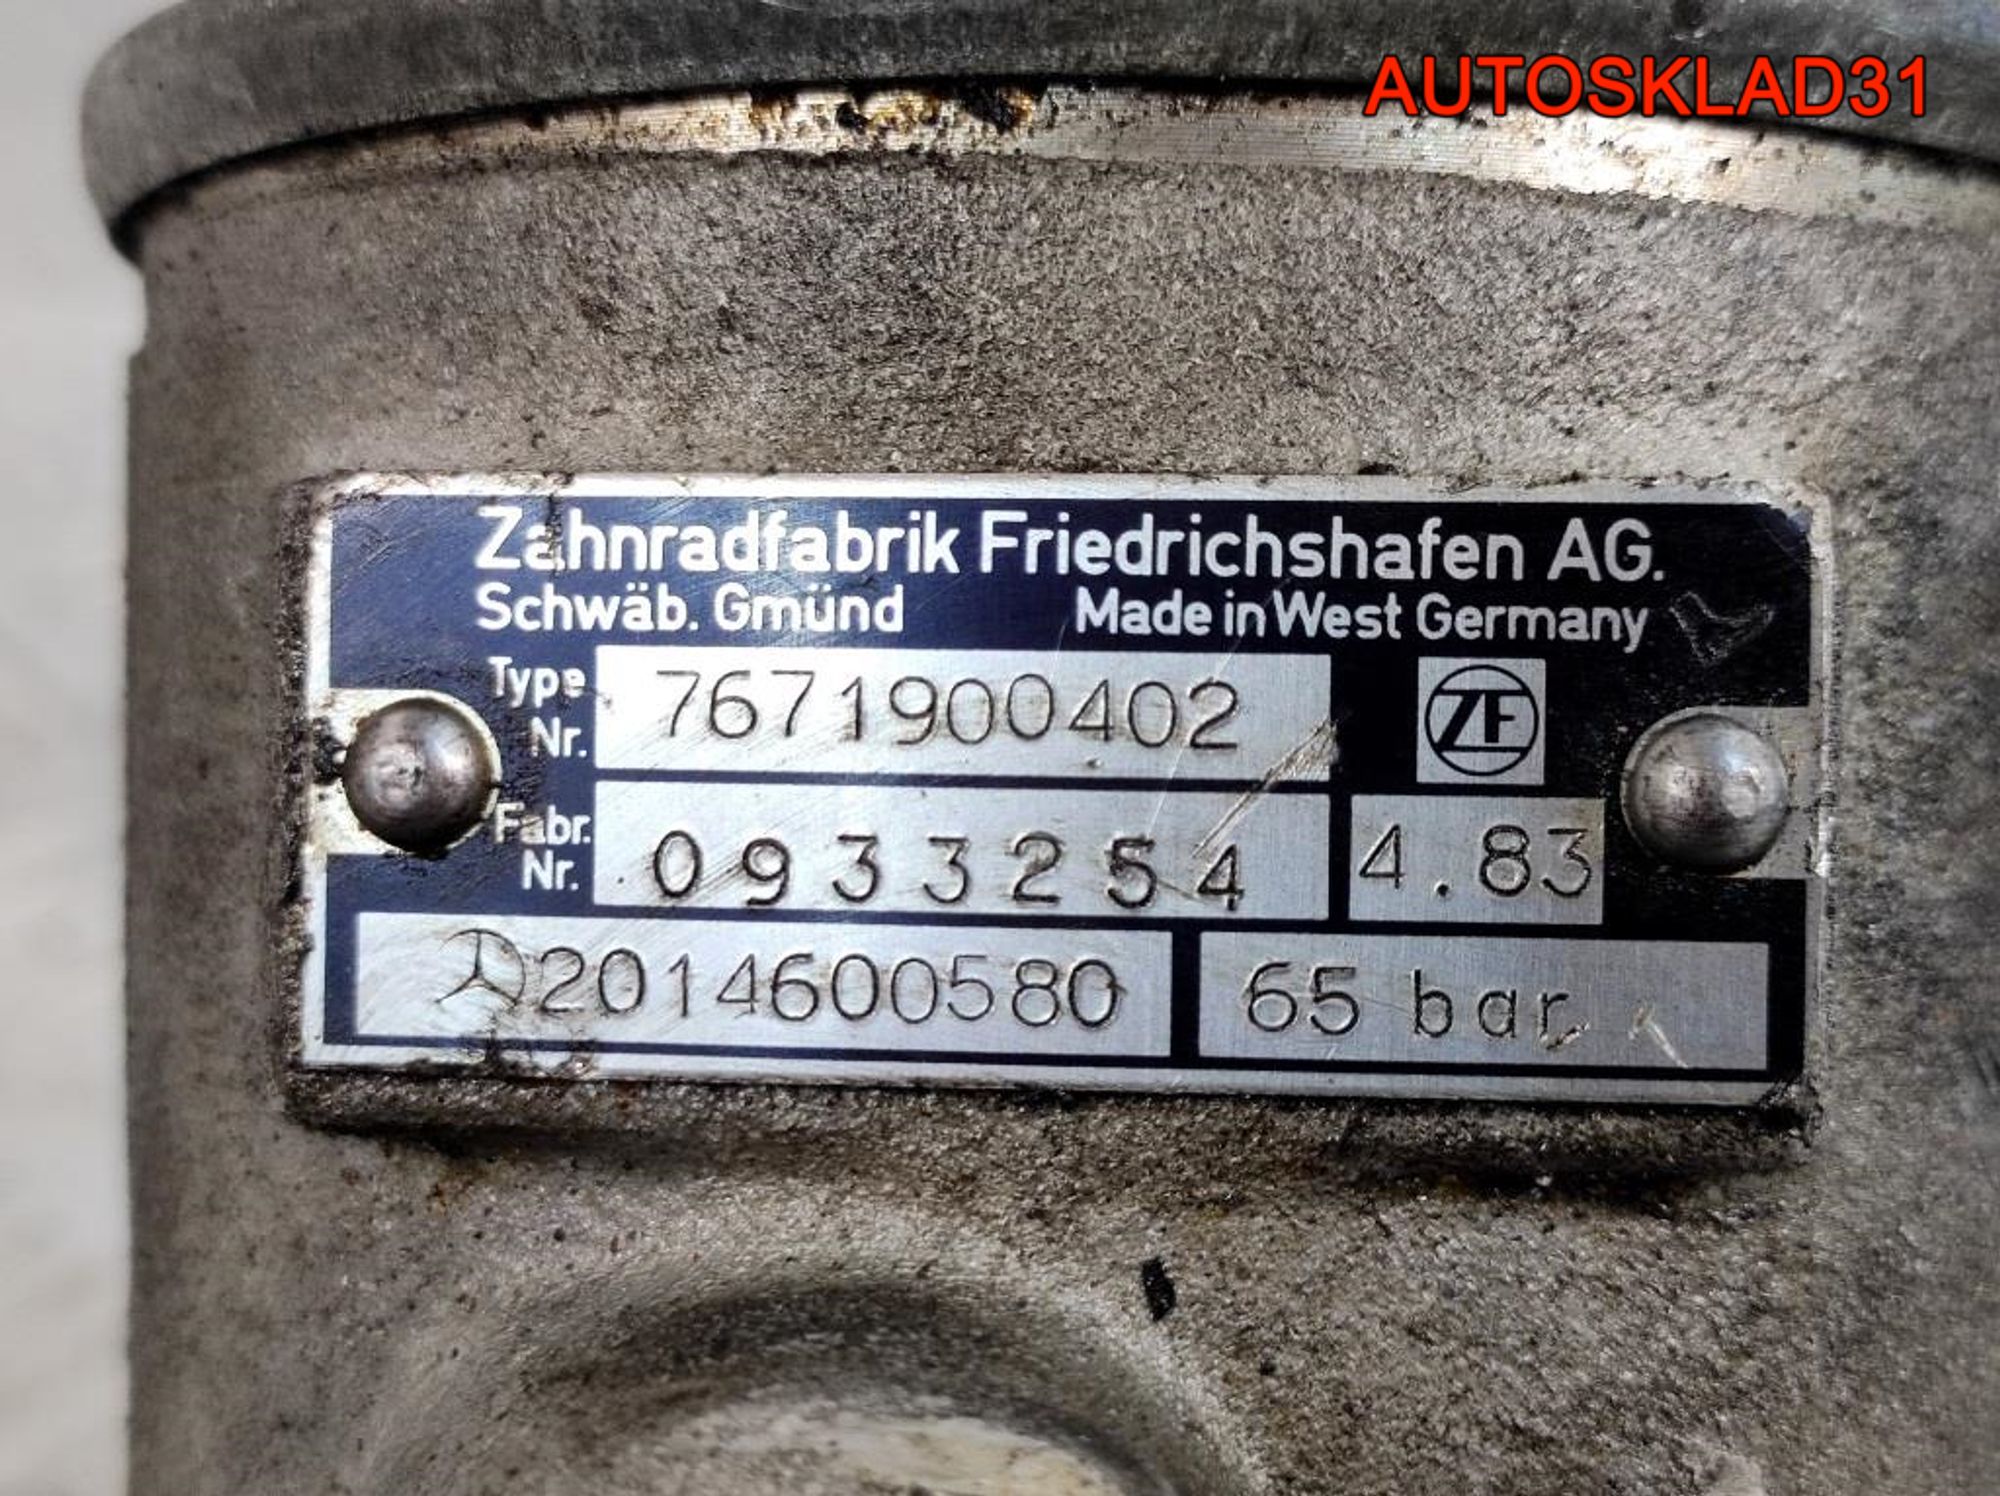 AUTOSKLAD31
Zahnradfabrik Friedrichshafen AG.
Schwäb. Gmünd Made in West Germany
Type Nr. 7671900402 ZF
Fabr. Nr. 0933254 4.83
2014600580 65 bar